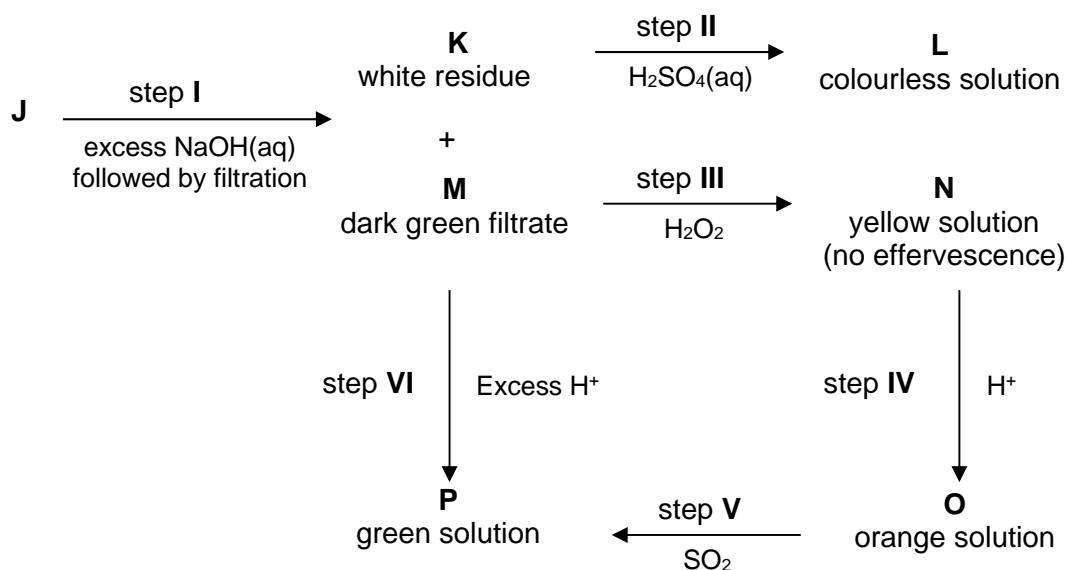 J
step I
excess NaOH(aq)
followed by filtration
K
white residue
+
M
dark green filtrate
step II
H₂SO₄(aq)
L
colourless solution
step III
H₂O₂
N
yellow solution
(no effervescence)
step VI
Excess H⁺
step IV
H⁺
P
green solution
step V
SO₂
O
orange solution